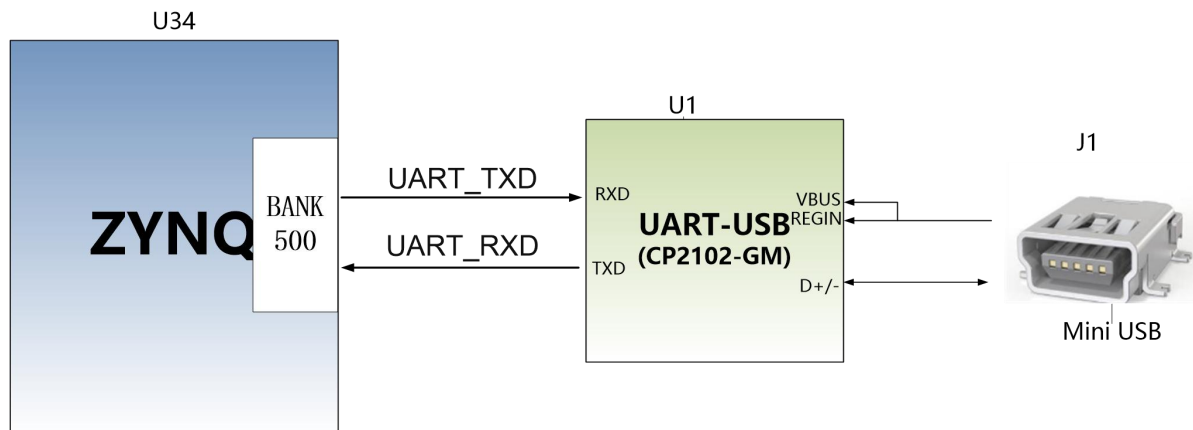 U34
ZYNQ
BANK
500
UART_TXD
UART_RXD
U1
RXD
TXD
UART-USB
(CP2102-GM)
VBUS
REGIN
D+/-
J1
Mini USB